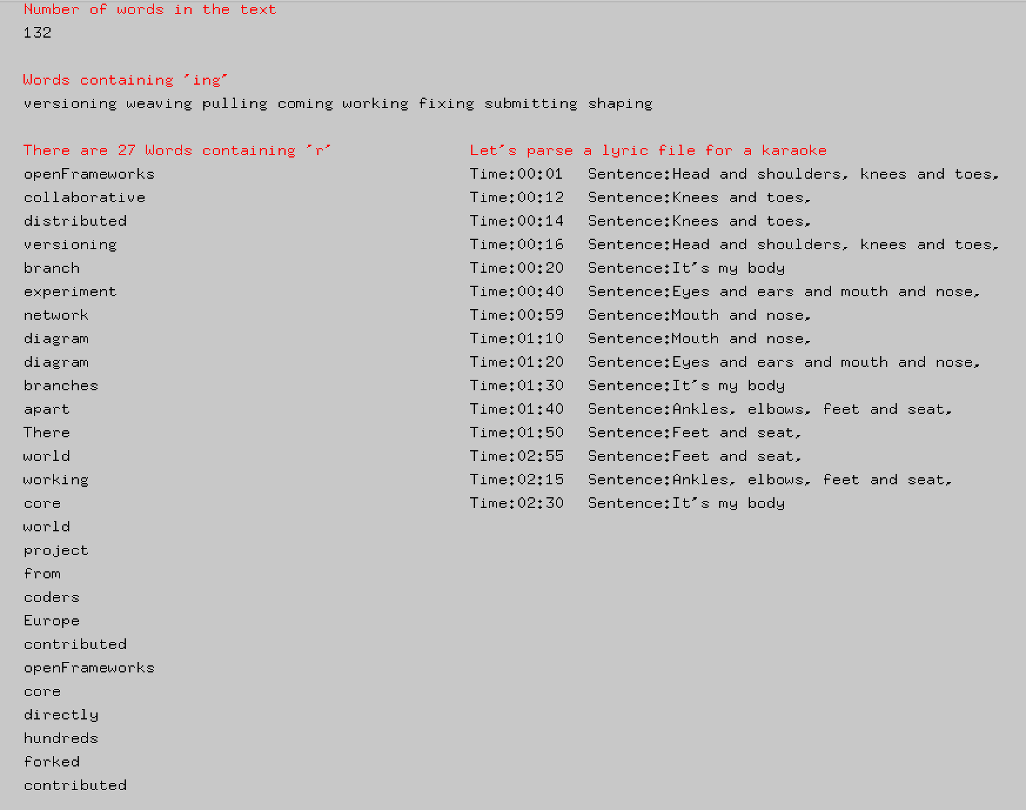 Number of words in the text
132
Words containing 'ing'
versioning weaving pulling coming working fixing submitting shaping
There are 27 Words containing 'r'
openFrameworks
collaborative
distributed
versioning
branch
experiment
network
diagram
diagram
branches
apart
There
world
working
core
world
project
from
coders
Europe
contributed
openFrameworks
core
directly
hundreds
forked
contributed
Let's parse a lyric file for a karaoke
Time:00:01 Sentence:Head and shoulders, knees and toes,
Time:00:12 Sentence:Knees and toes,
Time:00:14 Sentence:Knees and toes,
Time:00:16 Sentence:Head and shoulders, knees and toes,
Time:00:20 Sentence:It's my body
Time:00:40 Sentence:Eyes and ears and mouth and nose,
Time:00:59 Sentence:Mouth and nose,
Time:01:10 Sentence:Mouth and nose,
Time:01:20 Sentence:Eyes and ears and mouth and nose,
Time:01:30 Sentence:It's my body
Time:01:40 Sentence:Ankles, elbows, feet and seat,
Time:01:50 Sentence:Feet and seat,
Time:02:55 Sentence:Feet and seat,
Time:02:15 Sentence:Ankles, elbows, feet and seat,
Time:02:30 Sentence:It's my body